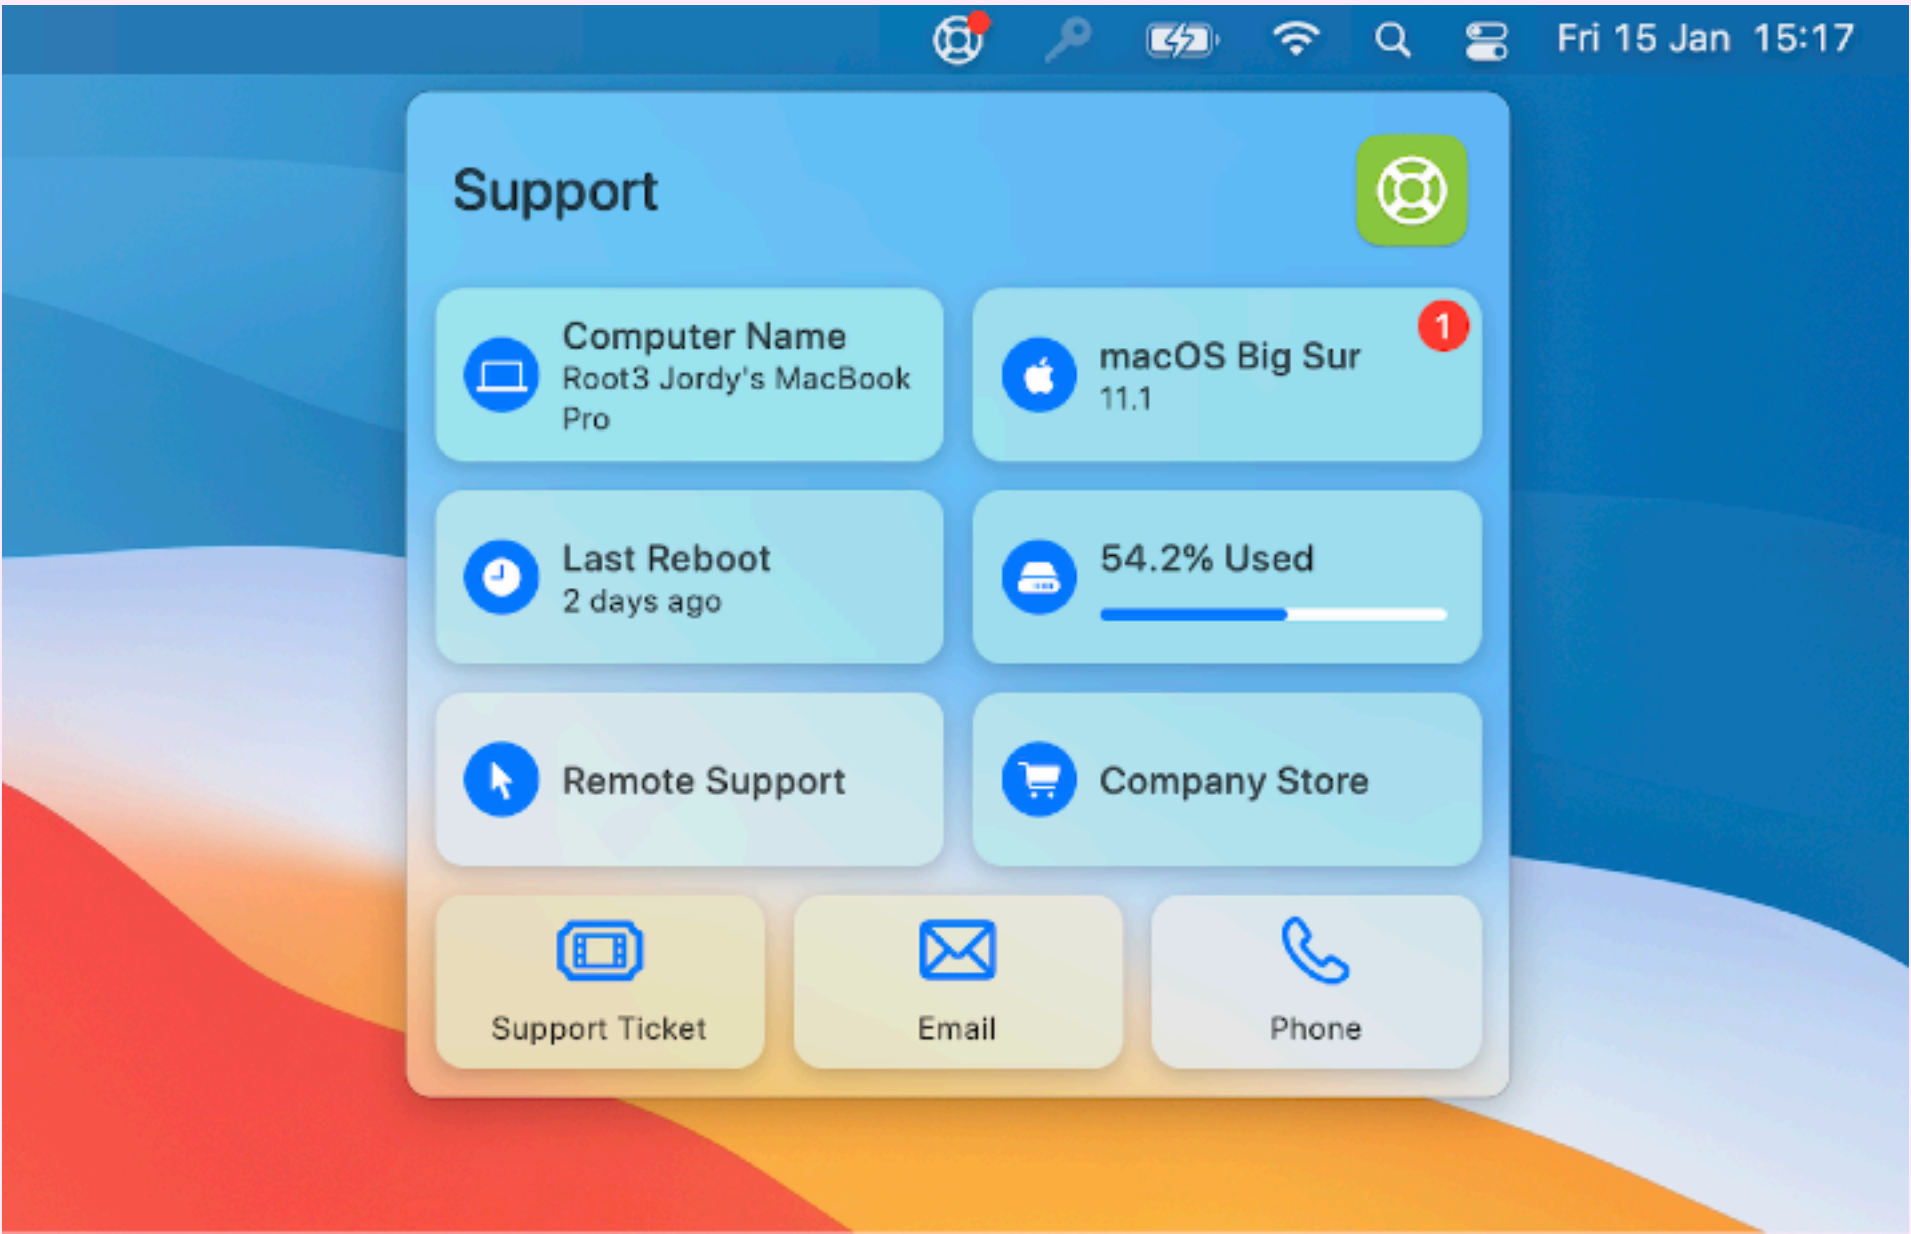 Fri 15 Jan 15:17
Support
Computer Name
Root3 Jordy's MacBook
Pro
macOS Big Sur
11.1
1
Last Reboot
2 days ago
54.2% Used
Remote Support
Company Store
Support Ticket
Email
Phone